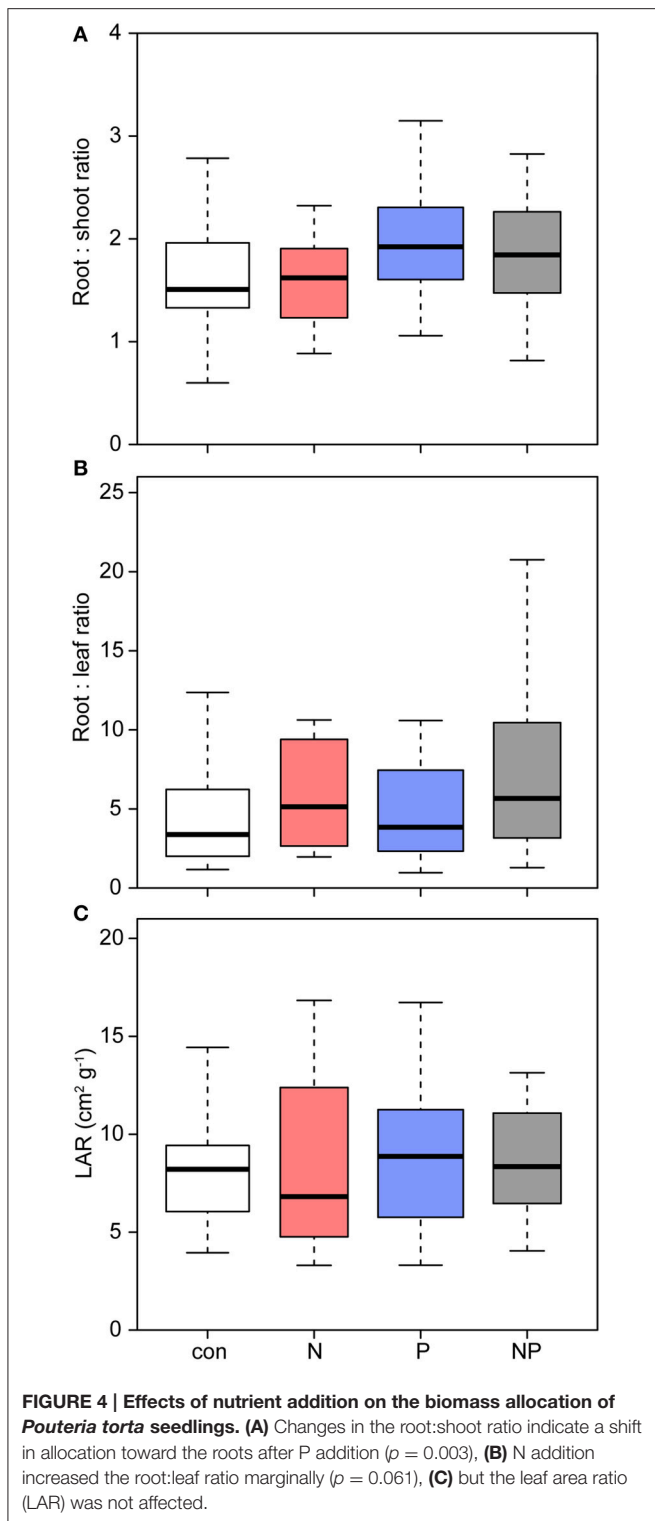 A
4
3
2
1
0
Root : shoot ratio
B
25
20
15
10
5
0
Root : leaf ratio
C
20
15
10
5
0
LAR (cm² g⁻¹)
con N P NP
FIGURE 4 | Effects of nutrient addition on the biomass allocation of
Pouteria torta seedlings. (A) Changes in the root:shoot ratio indicate a shift
in allocation toward the roots after P addition (p = 0.003), (B) N addition
increased the root:leaf ratio marginally (p = 0.061), (C) but the leaf area ratio
(LAR) was not affected.